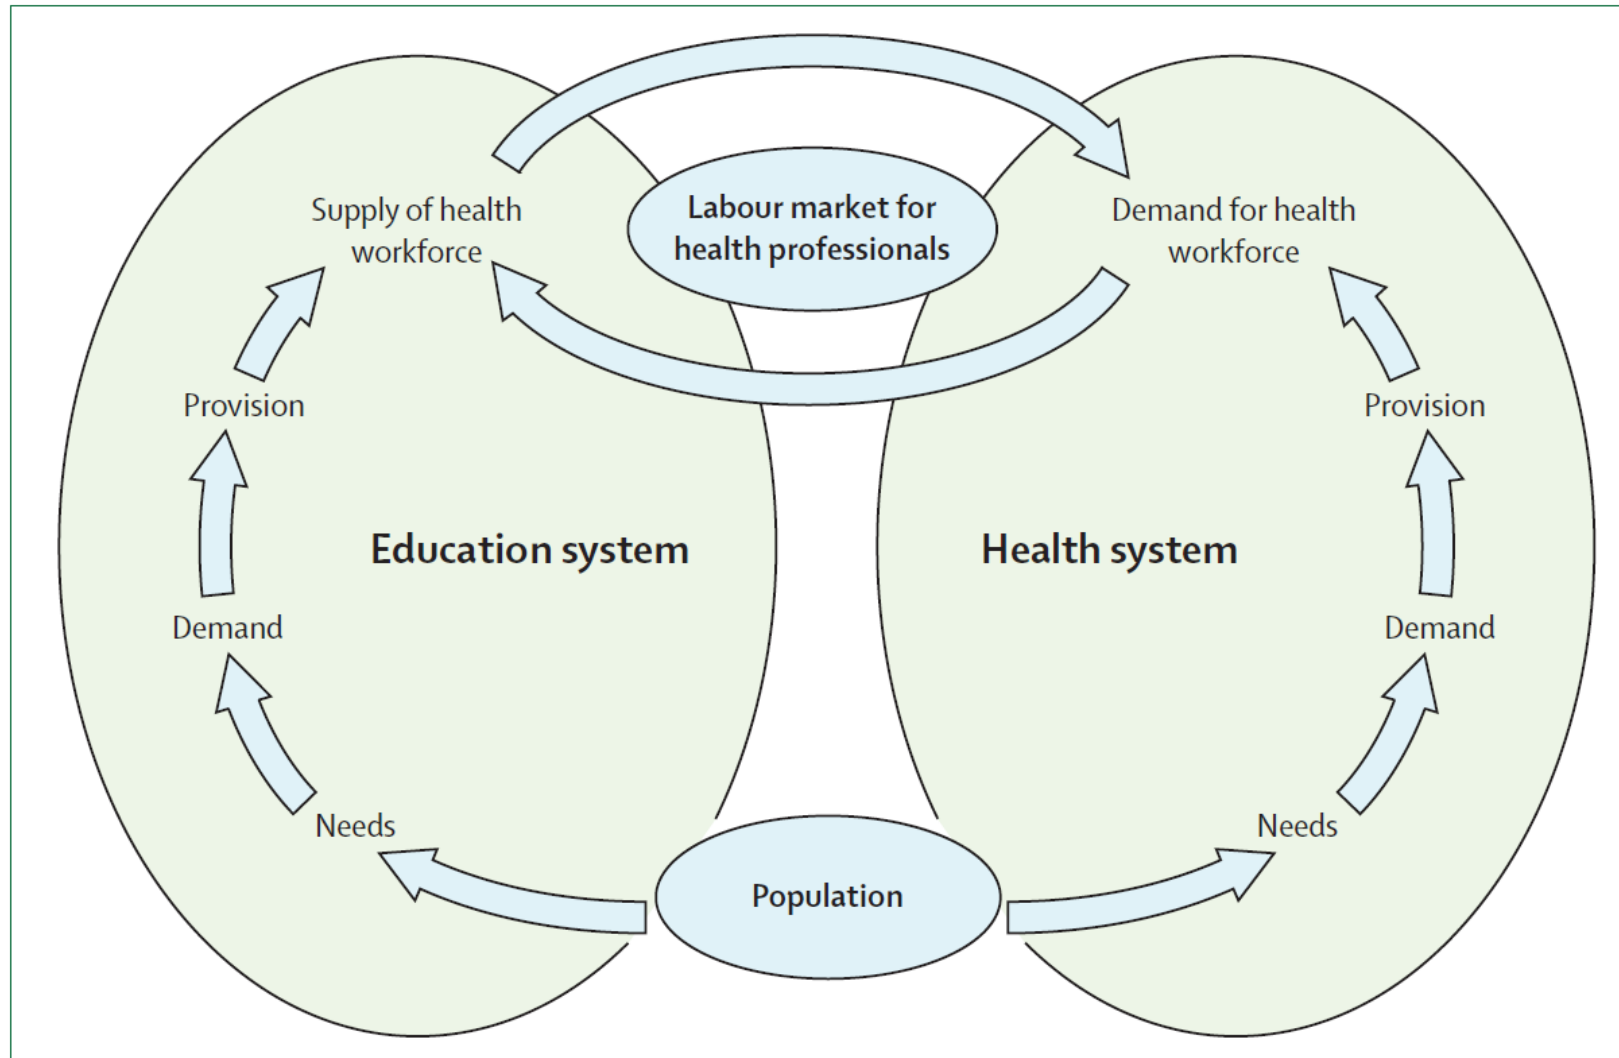 Supply of health
workforce
Labour market for
health professionals
Demand for health
workforce
Provision
Provision
Education system
Health system
Demand
Demand
Needs
Needs
Population